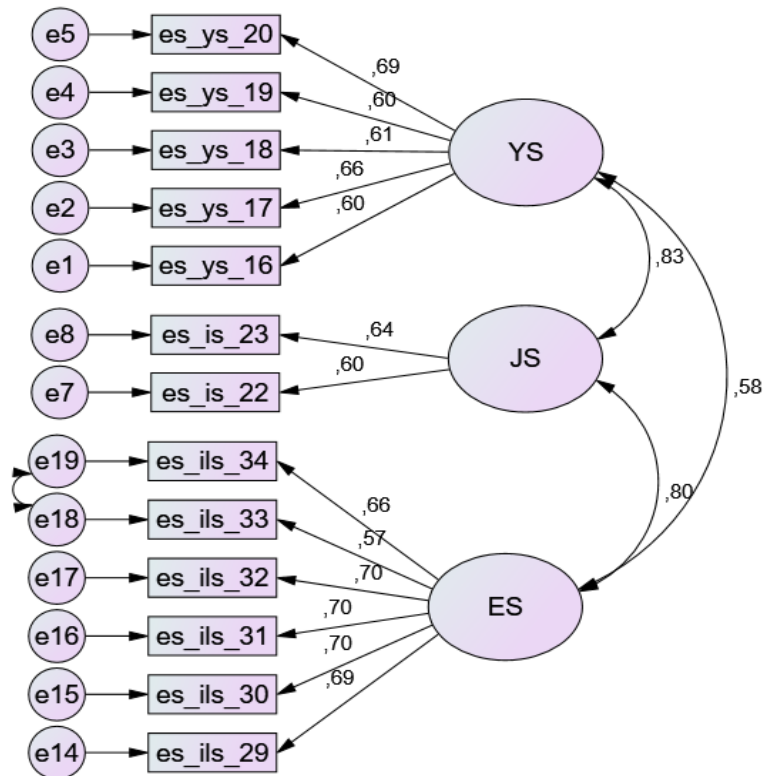 e5 es_ys_20
,69
e4 es_ys_19
,60
e3 es_ys_18
,61
YS
e2 es_ys_17
,66
e1 es_ys_16
,60
,83
e8 es_is_23
,64
JS
e7 es_is_22
,60
,58
e19 es_ils_34
,66
,80
e18 es_ils_33
,57
e17 es_ils_32
,70
ES
e16 es_ils_31
,70
e15 es_ils_30
,70
e14 es_ils_29
,69